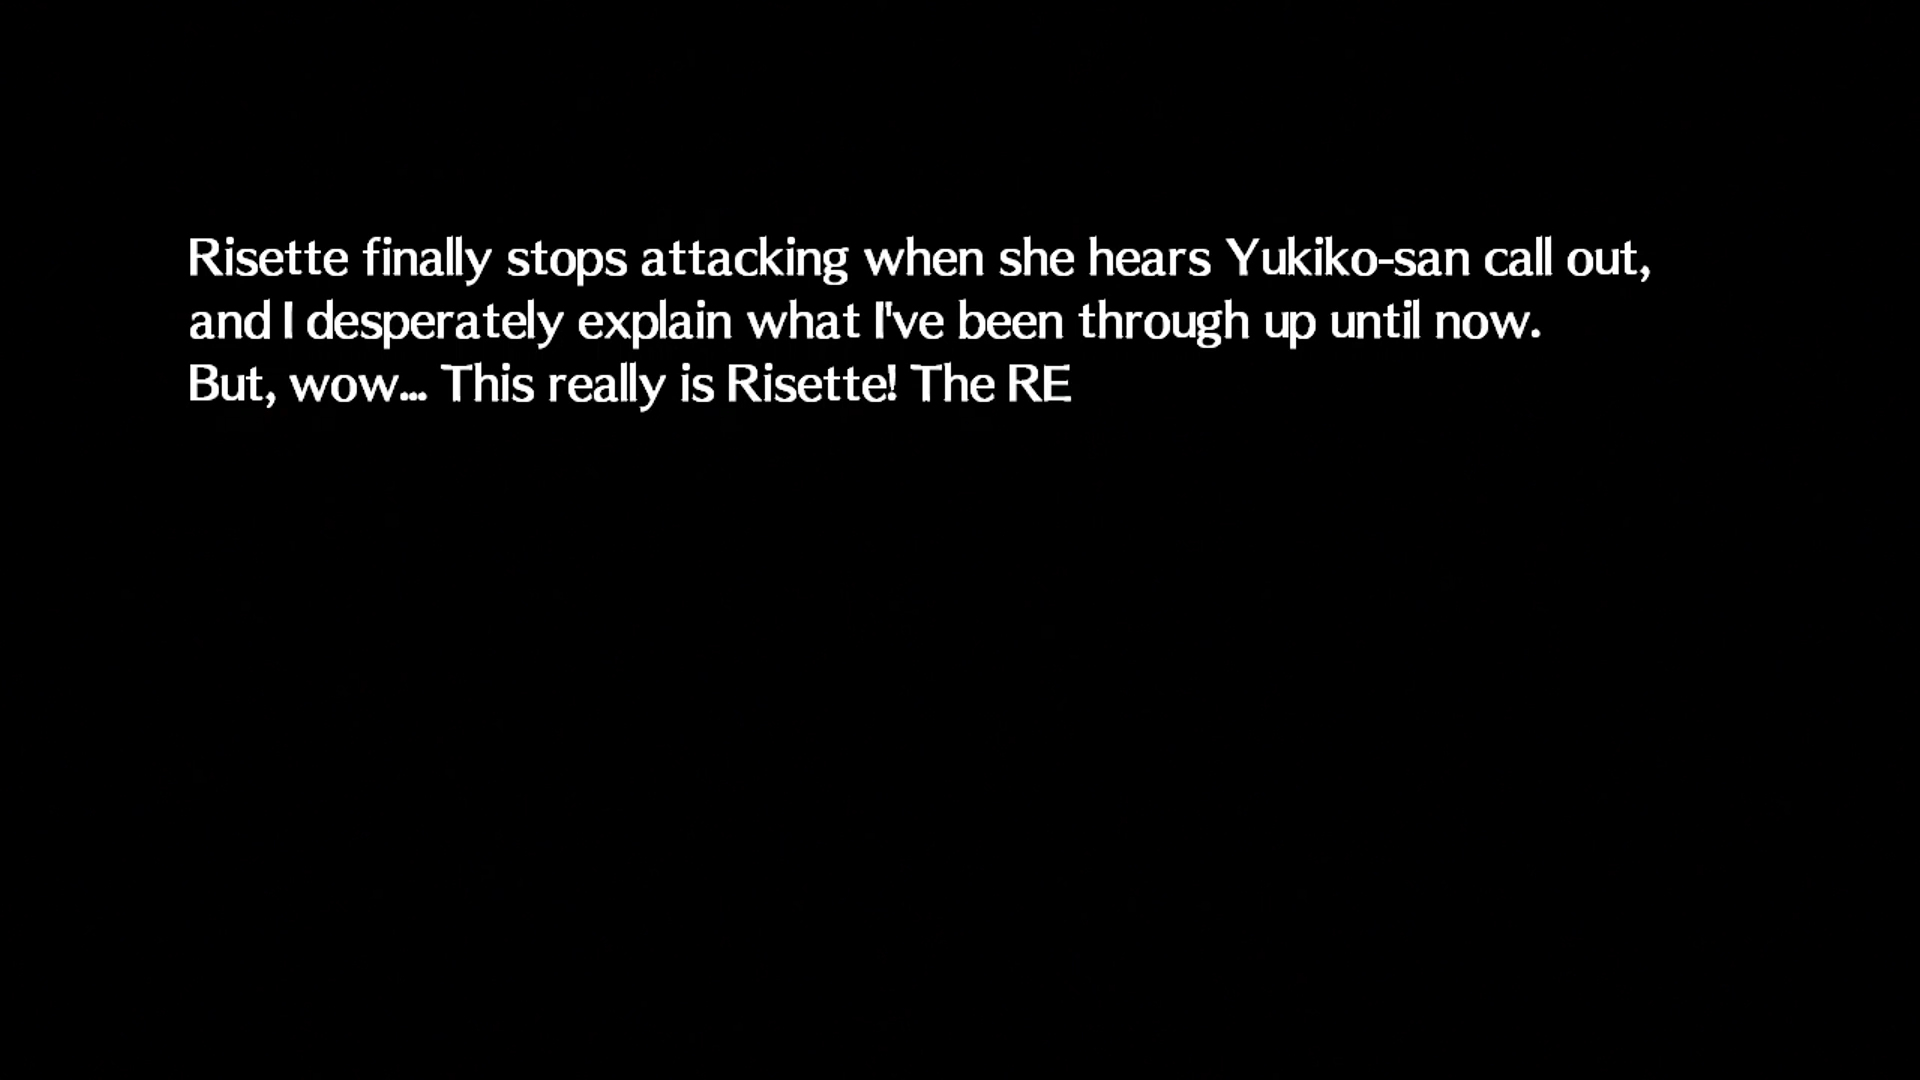 Risette finally stops attacking when she hears Yukiko-san call out,
and I desperately explain what I've been through up until now.
But, wow... This really is Risette! The RE